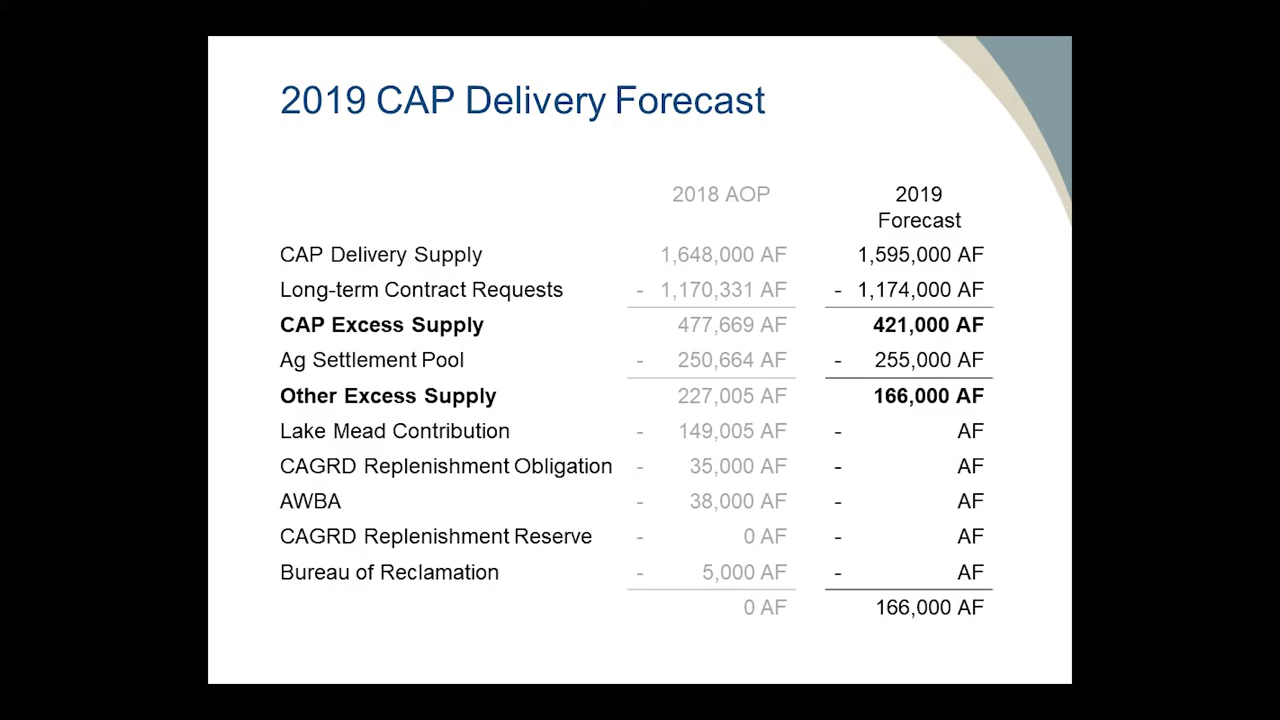 2019 CAP Delivery Forecast
2018 AOP 2019
Forecast
CAP Delivery Supply 1,648,000 AF 1,595,000 AF
Long-term Contract Requests - 1,170,331 AF - 1,174,000 AF
CAP Excess Supply 477,669 AF 421,000 AF
Ag Settlement Pool - 250,664 AF - 255,000 AF
Other Excess Supply 227,005 AF 166,000 AF
Lake Mead Contribution - 149,005 AF - AF
CAGRD Replenishment Obligation - 35,000 AF - AF
AWBA - 38,000 AF - AF
CAGRD Replenishment Reserve - 0 AF - AF
Bureau of Reclamation - 5,000 AF - AF
0 AF 166,000 AF